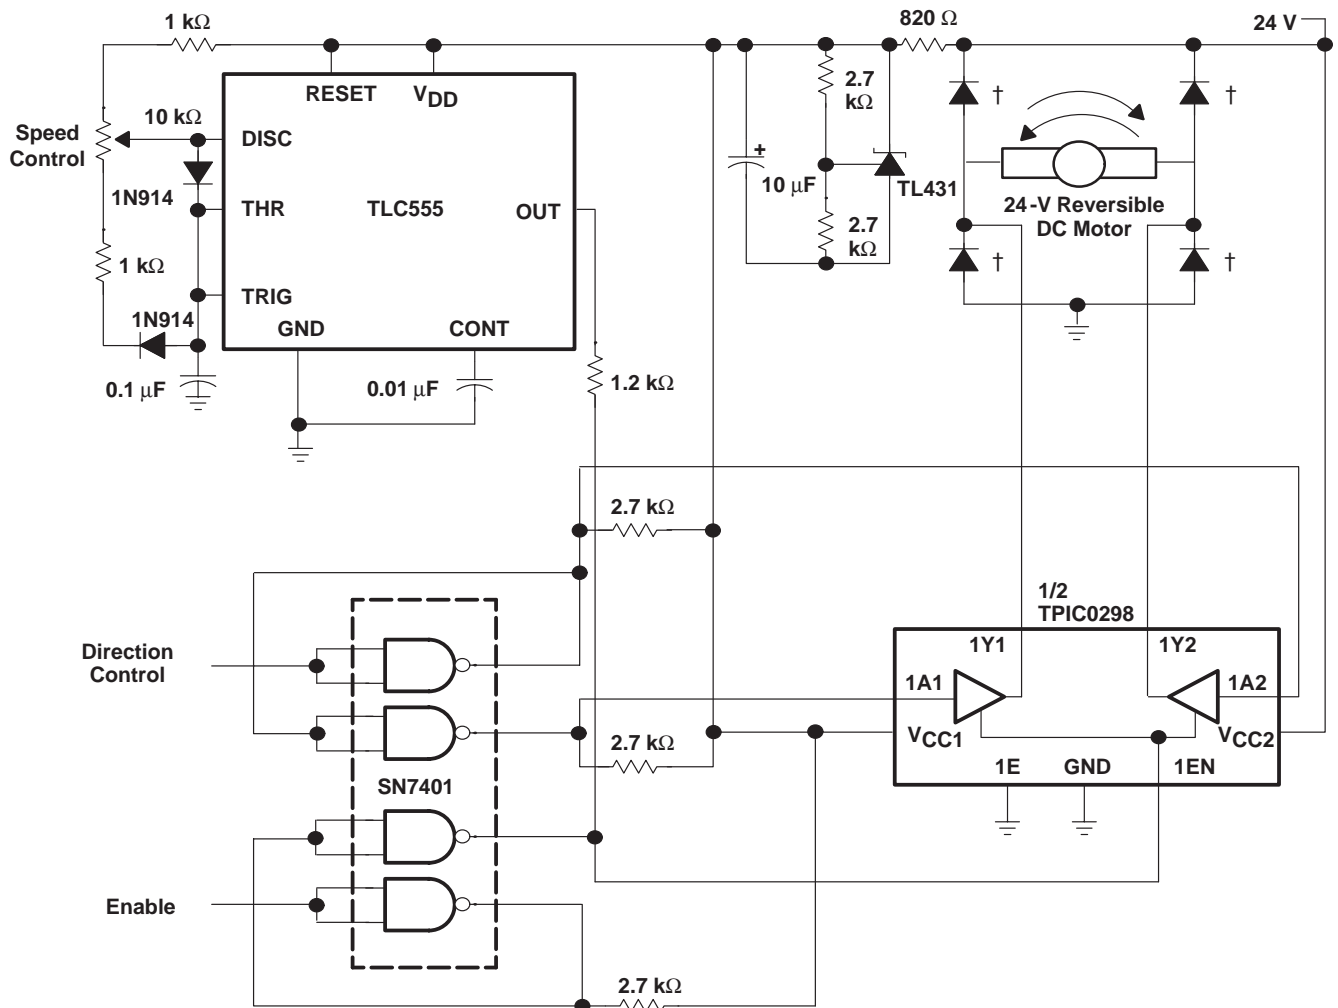 1 kΩ
820 Ω
24 V
RESET
VDD
2.7
kΩ
†
†
Speed
Control
10 kΩ
DISC
1N914
THR
TLC555
OUT
+
10 μF
TL431
24-V Reversible
DC Motor
2.7
kΩ
†
†
1 kΩ
TRIG
1N914
GND
CONT
0.1 μF
0.01 μF
1.2 kΩ
2.7 kΩ
1/2
TPIC0298
Direction
Control
1Y1
1Y2
1A1
1A2
VCC1
VCC2
2.7 kΩ
1E
GND
1EN
SN7401
Enable
2.7 kΩ